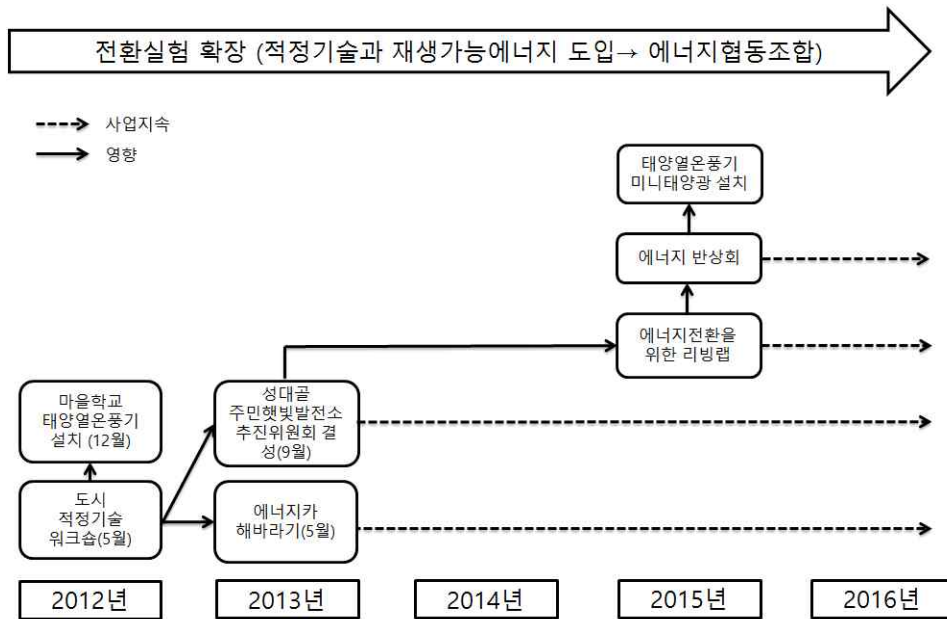 전환실험 확장 (적정기술과 재생가능에너지 도입→ 에너지협동조합)
사업지속
영향
태양열온풍기
미니태양광 설치
에너지 반상회
에너지전환을
위한 리빙랩
마을학교
태양열온풍기
설치 (12월)
성대골
주민햇빛발전소
추진위원회 결
성(9월)
도시
적정기술
워크숍(5월)
에너지카
해바라기(5월)
2012년
2013년
2014년
2015년
2016년